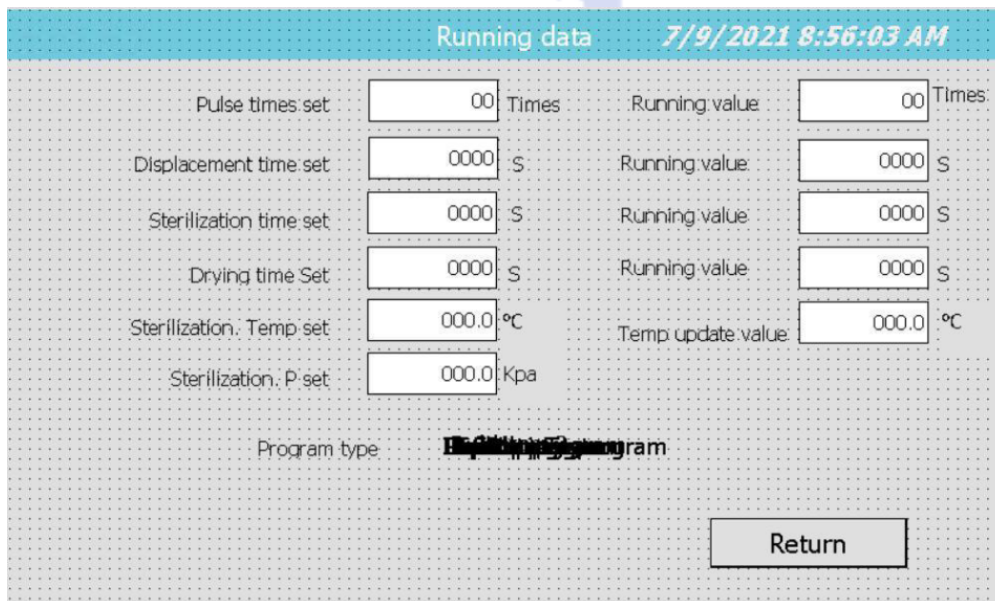 Running data 7/9/2021 8:56:03 AM
Pulse times set 00 Times Running value 00 Times
Displacement time set 0000 S Running value 0000 S
Sterilization time set 0000 S Running value 0000 S
Drying time Set 0000 S Running value 0000 S
Sterilization. Temp set 000.0 °C Temp update value 000.0 °C
Sterilization. P set 000.0 Kpa
Program type
Return